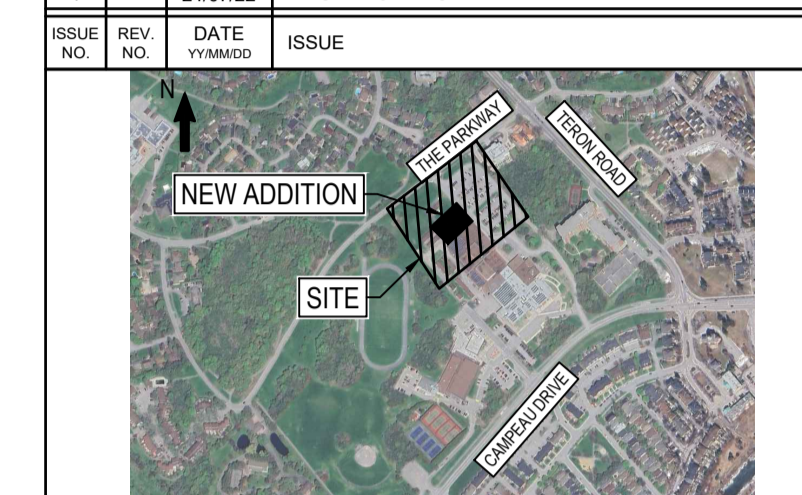 ISSUE NO.
REV. NO.
DATE
YY/MM/DD
ISSUE
N
THE PARKWAY
TERON ROAD
NEW ADDITION
SITE
CAMPEAU DRIVE